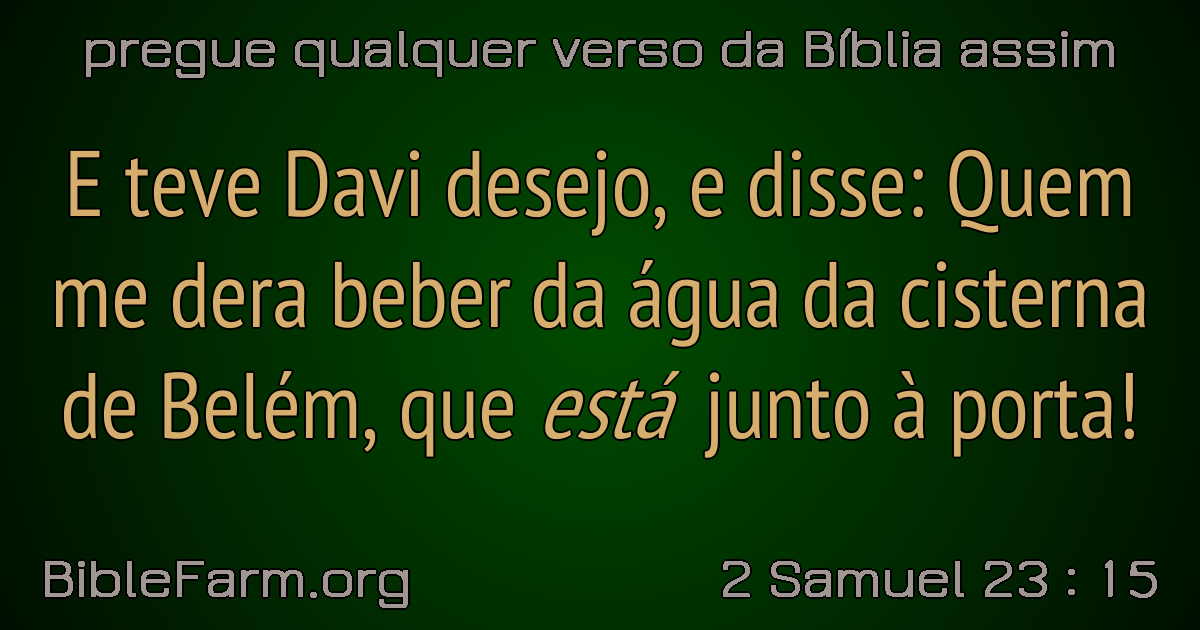 pregue qualquer verso da Bíblia assim
E teve Davi desejo, e disse: Quem
me dera beber da água da cisterna
de Belém, que está junto à porta!
BibleFarm.org
2 Samuel 23 : 15